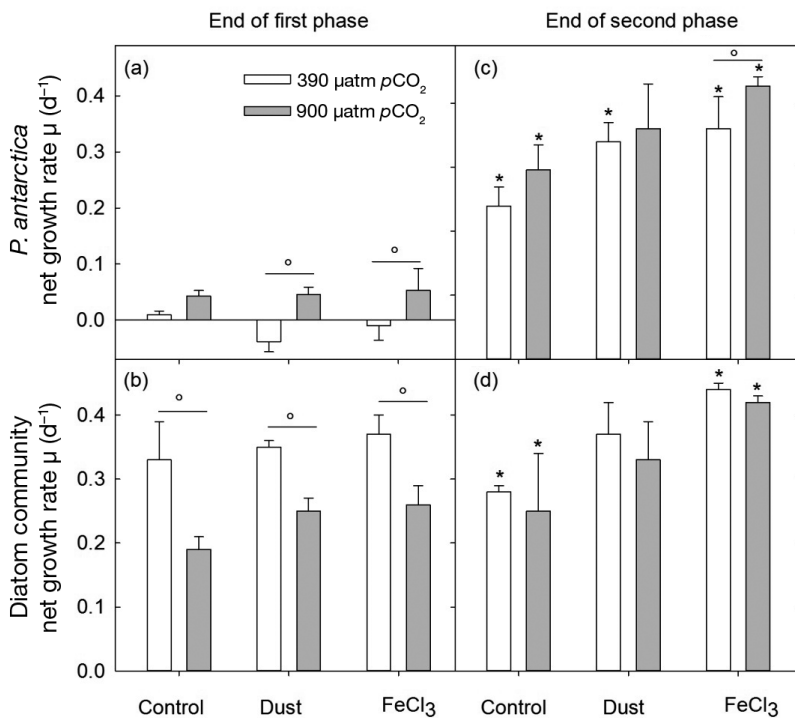 End of first phase
End of second phase
(a)
390 µatm pCO₂
900 µatm pCO₂
(c)
P. antarctica
net growth rate µ (d⁻¹)
0.4
0.3
0.2
0.1
0.0
°
°
*
*
*
°
*
*
(b)
(d)
Diatom community
net growth rate µ (d⁻¹)
0.4
0.3
0.2
0.1
0.0
°
°
°
*
*
*
*
Control
Dust
FeCl₃
Control
Dust
FeCl₃